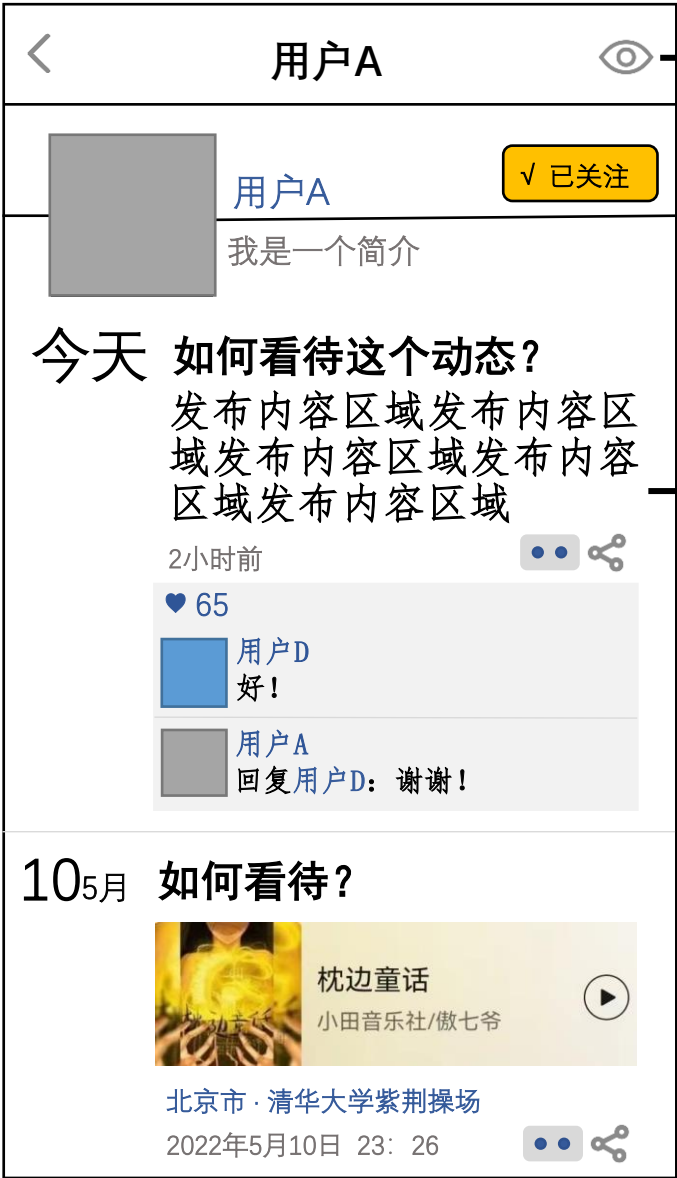 用户A
用户A
√ 已关注
我是一个简介
今天
如何看待这个动态？
发布内容区域发布内容区
域发布内容区域发布内容
区域发布内容区域
2小时前
65
用户D
好！
用户A
回复用户D：谢谢！
10 5月
如何看待？
枕边童话
枕边童话
小田音乐社/傲七爷
北京市 · 清华大学紫荆操场
2022年5月10日 23：26